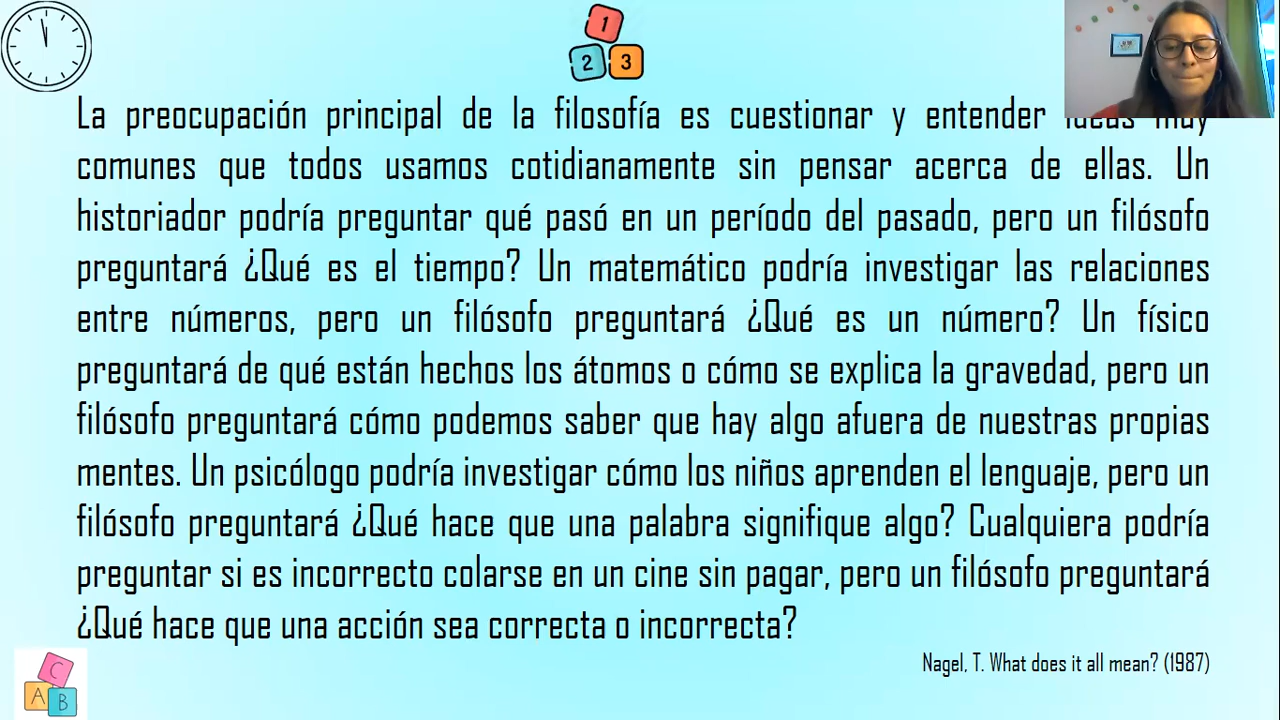 1
2 3
La preocupación principal de la filosofía es cuestionar y entender ideas muy
comunes que todos usamos cotidianamente sin pensar acerca de ellas. Un
historiador podría preguntar qué pasó en un período del pasado, pero un filósofo
preguntará ¿Qué es el tiempo? Un matemático podría investigar las relaciones
entre números, pero un filósofo preguntará ¿Qué es un número? Un físico
preguntará de qué están hechos los átomos o cómo se explica la gravedad, pero un
filósofo preguntará cómo podemos saber que hay algo afuera de nuestras propias
mentes. Un psicólogo podría investigar cómo los niños aprenden el lenguaje, pero un
filósofo preguntará ¿Qué hace que una palabra signifique algo? Cualquiera podría
preguntar si es incorrecto colarse en un cine sin pagar, pero un filósofo preguntará
¿Qué hace que una acción sea correcta o incorrecta?
Nagel, T. What does it all mean? (1987)
C
A B